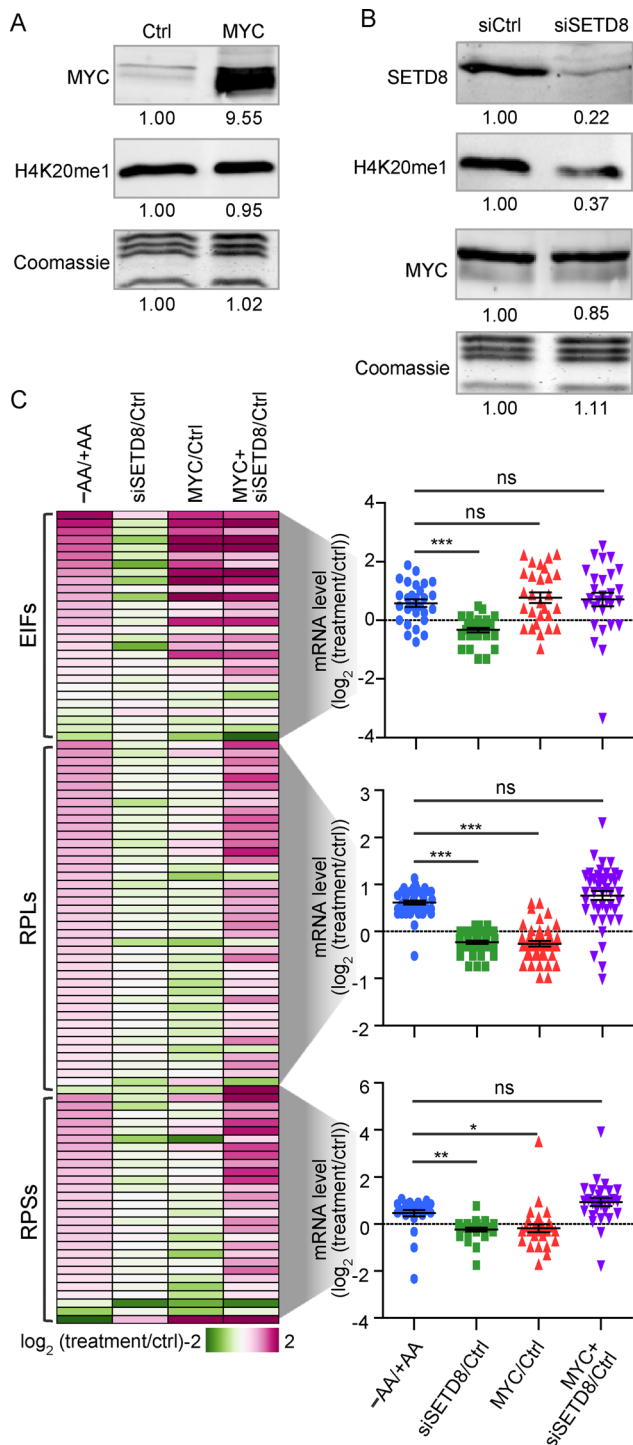 A
Ctrl MYC
MYC
1.00 9.55
H4K20me1
1.00 0.95
Coomassie
1.00 1.02
B
siCtrl siSETD8
SETD8
1.00 0.22
H4K20me1
1.00 0.37
MYC
1.00 0.85
Coomassie
1.00 1.11
C
−AA/+AA
siSETD8/Ctrl
MYC/Ctrl
MYC+
siSETD8/Ctrl
EIFs
RPLs
RPSs
log2 (treatment/ctrl) -2 2
mRNA level
(log2 (treatment/ctrl))
4
2
0
-2
-4
ns
ns
***
mRNA level
(log2 (treatment/ctrl))
3
2
1
0
-1
-2
ns
***
***
mRNA level
(log2 (treatment/ctrl))
6
4
2
0
-2
-4
ns
*
**
−AA/+AA
siSETD8/Ctrl
MYC/Ctrl
MYC+
siSETD8/Ctrl